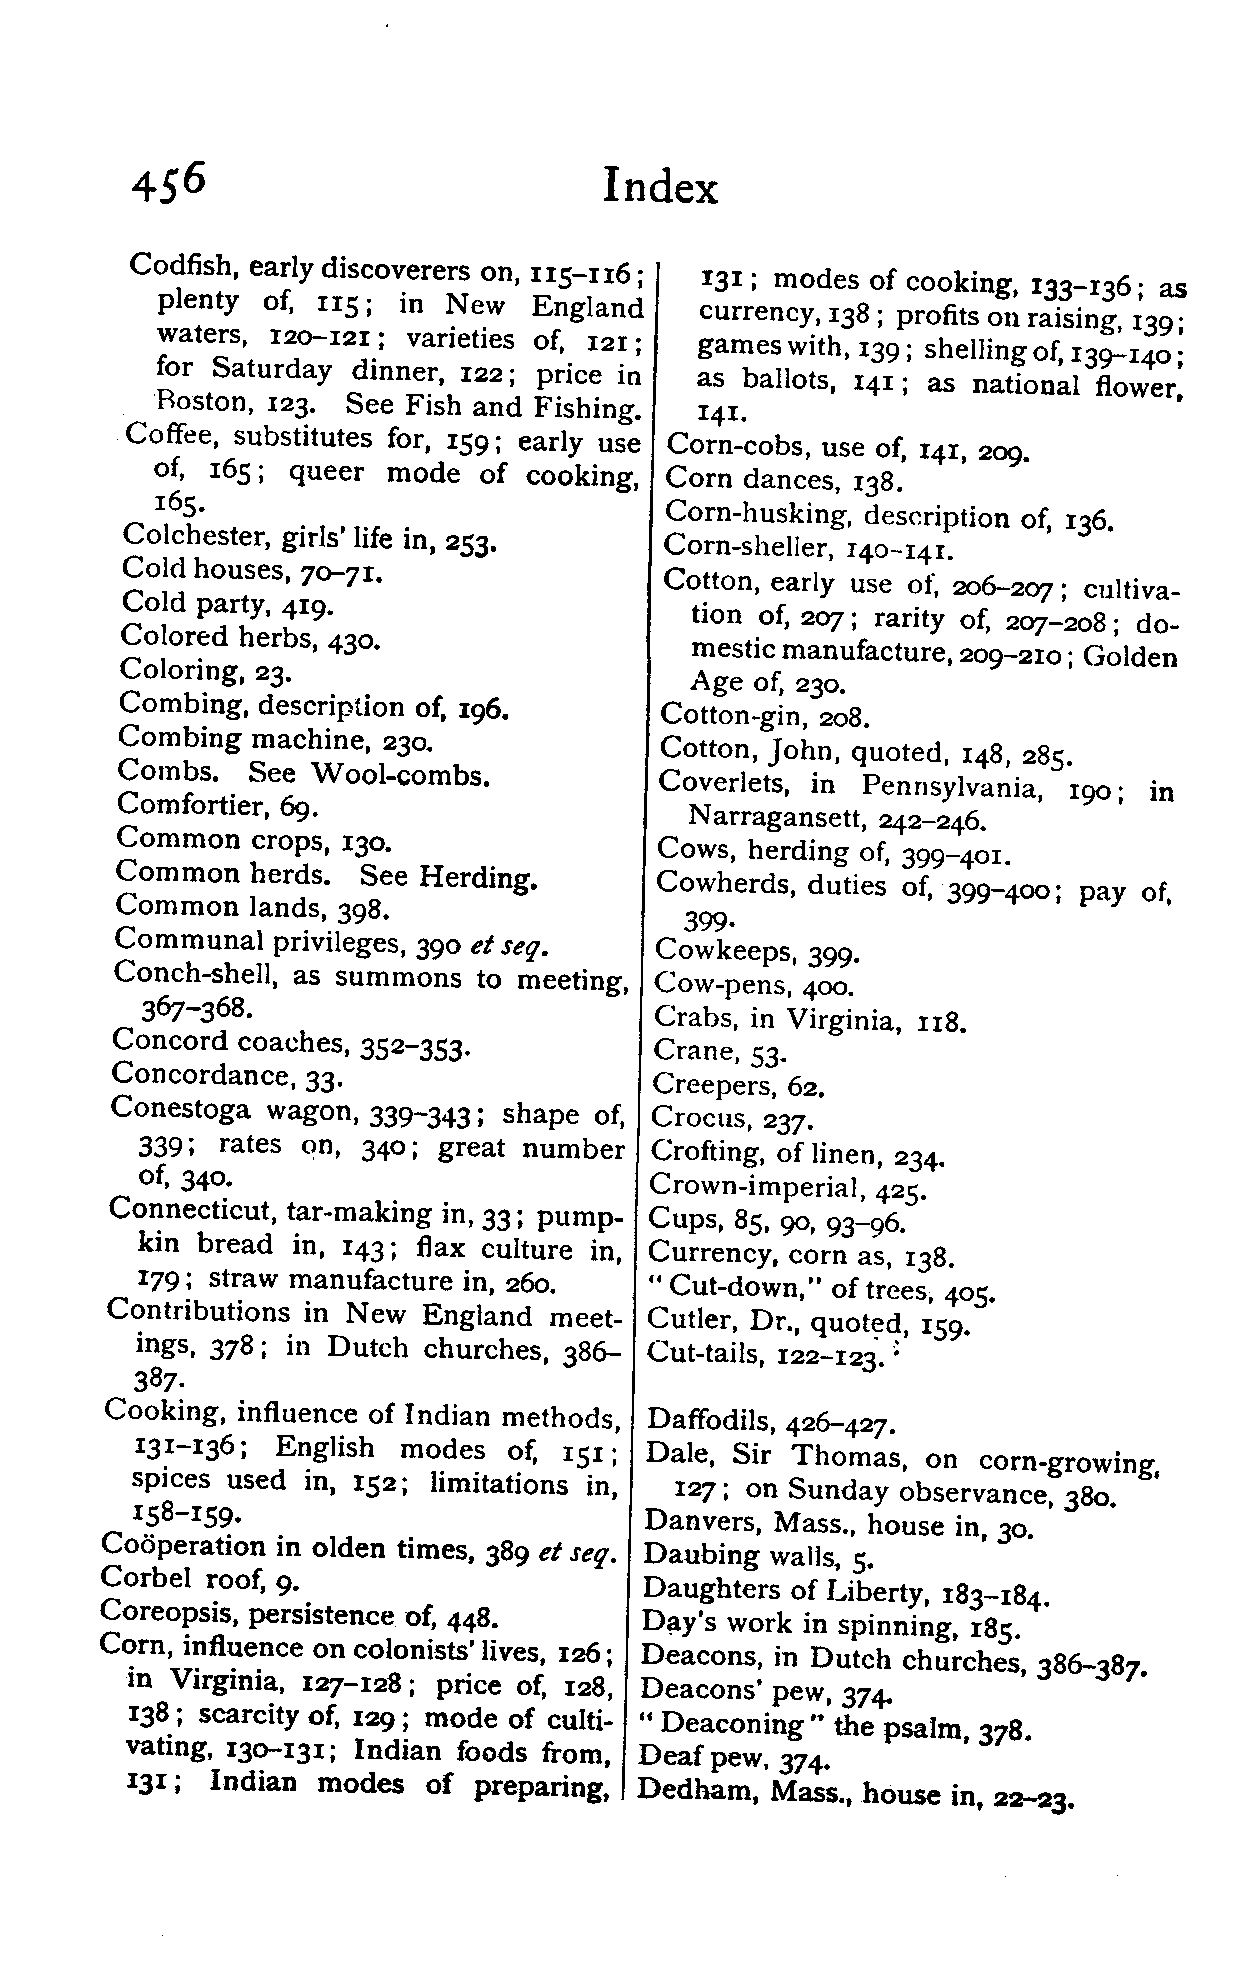 456 Index
Codfish, early discoverers on, 115–116;
plenty of, 115; in New England
waters, 120–121; varieties of, 121;
for Saturday dinner, 122; price in
Boston, 123. See Fish and Fishing.
Coffee, substitutes for, 159; early use
of, 165; queer mode of cooking,
165.
Colchester, girls' life in, 253.
Cold houses, 70–71.
Cold party, 419.
Colored herbs, 430.
Coloring, 23.
Combing, description of, 196.
Combing machine, 230.
Combs. See Wool-combs.
Comfortier, 69.
Common crops, 130.
Common herds. See Herding.
Common lands, 398.
Communal privileges, 390 et seq.
Conch-shell, as summons to meeting,
367–368.
Concord coaches, 352–353.
Concordance, 33.
Conestoga wagon, 339–343; shape of,
339; rates on, 340; great number
of, 340.
Connecticut, tar-making in, 33; pump-
kin bread in, 143; flax culture in,
179; straw manufacture in, 260.
Contributions in New England meet-
ings, 378; in Dutch churches, 386–
387.
Cooking, influence of Indian methods,
131–136; English modes of, 151;
spices used in, 152; limitations in,
158–159.
Coöperation in olden times, 389 et seq.
Corbel roof, 9.
Coreopsis, persistence of, 448.
Corn, influence on colonists' lives, 126;
in Virginia, 127–128; price of, 128,
138; scarcity of, 129; mode of culti-
vating, 130–131; Indian foods from,
131; Indian modes of preparing,
131; modes of cooking, 133–136; as
currency, 138; profits on raising, 139;
games with, 139; shelling of, 139–140;
as ballots, 141; as national flower,
141.
Corn-cobs, use of, 141, 209.
Corn dances, 138.
Corn-husking, description of, 136.
Corn-sheller, 140–141.
Cotton, early use of, 206–207; cultiva-
tion of, 207; rarity of, 207–208; do-
mestic manufacture, 209–210; Golden
Age of, 230.
Cotton-gin, 208.
Cotton, John, quoted, 148, 285.
Coverlets, in Pennsylvania, 190; in
Narragansett, 242–246.
Cows, herding of, 399–401.
Cowherds, duties of, 399–400; pay of,
399.
Cowkeeps, 399.
Cow-pens, 400.
Crabs, in Virginia, 118.
Crane, 53.
Creepers, 62.
Crocus, 237.
Crofting, of linen, 234.
Crown-imperial, 425.
Cups, 85, 90, 93–96.
Currency, corn as, 138.
"Cut-down," of trees, 405.
Cutler, Dr., quoted, 159.
Cut-tails, 122–123.
Daffodils, 426–427.
Dale, Sir Thomas, on corn-growing,
127; on Sunday observance, 380.
Danvers, Mass., house in, 30.
Daubing walls, 5.
Daughters of Liberty, 183–184.
Day's work in spinning, 185.
Deacons, in Dutch churches, 386–387.
Deacons' pew, 374.
"Deaconing" the psalm, 378.
Deaf pew, 374.
Dedham, Mass., house in, 22–23.